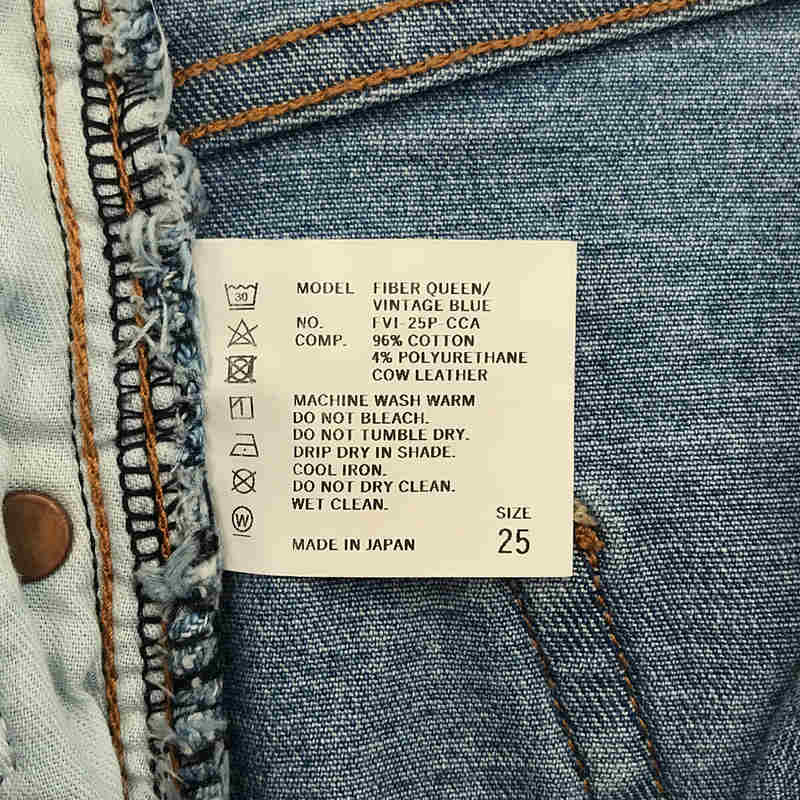 MODEL FIBER QUEEN/
VINTAGE BLUE
NO. FVI-25P-CCA
COMP. 96% COTTON
4% POLYURETHANE
COW LEATHER
30
MACHINE WASH WARM
DO NOT BLEACH.
DO NOT TUMBLE DRY.
DRIP DRY IN SHADE.
COOL IRON.
DO NOT DRY CLEAN.
WET CLEAN.
W
MADE IN JAPAN
SIZE
25